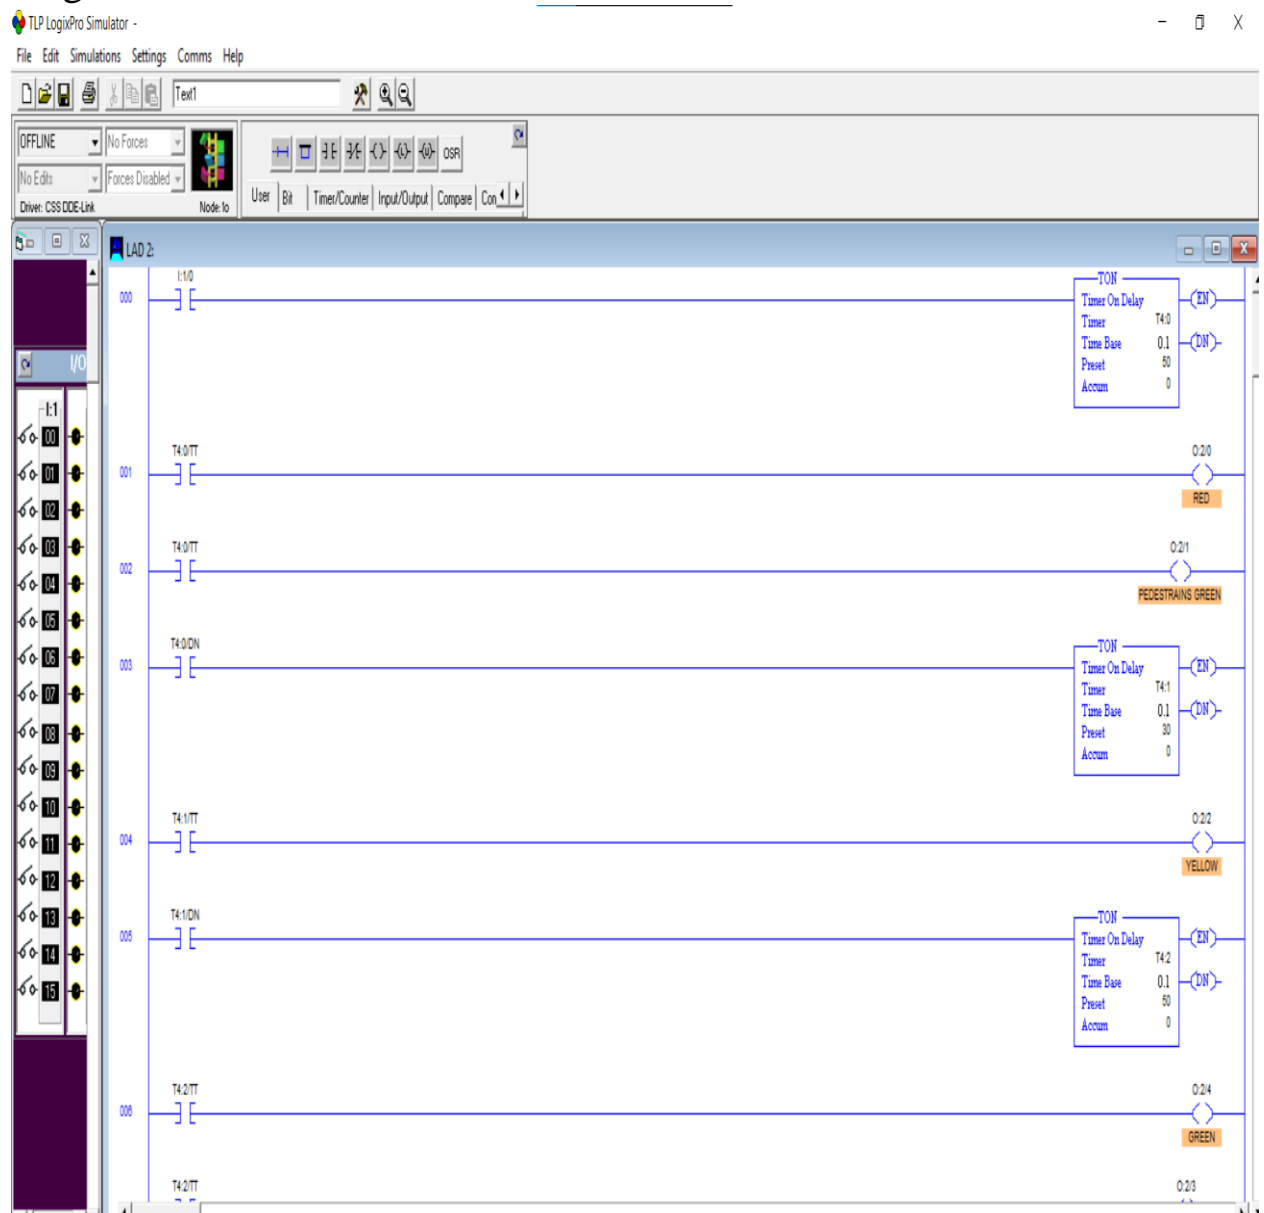 TLP LogixPro Simulator -
File Edit Simulations Settings Comms Help
Text1
OFFLINE No Forces
No Edits Forces Disabled
Driver: CSS DDE-Link Node: lo
OSR
User Bit Timer/Counter Input/Output Compare Con
LAD 2:
I/O
I:1
00
01
02
03
04
05
06
07
08
09
10
11
12
13
14
15
I:1/0
000
TON
Timer On Delay (EN)
Timer T4:0
Time Base 0.1 (DN)
Preset 50
Accum 0
T4:0/TT O:2/0
001
RED
T4:0/TT O:2/1
002
PEDESTRAINS GREEN
T4:0/DN
003
TON
Timer On Delay (EN)
Timer T4:1
Time Base 0.1 (DN)
Preset 30
Accum 0
T4:1/TT O:2/2
004
YELLOW
T4:1/DN
005
TON
Timer On Delay (EN)
Timer T4:2
Time Base 0.1 (DN)
Preset 50
Accum 0
T4:2/TT O:2/4
006
GREEN
T4:2/TT O:2/3